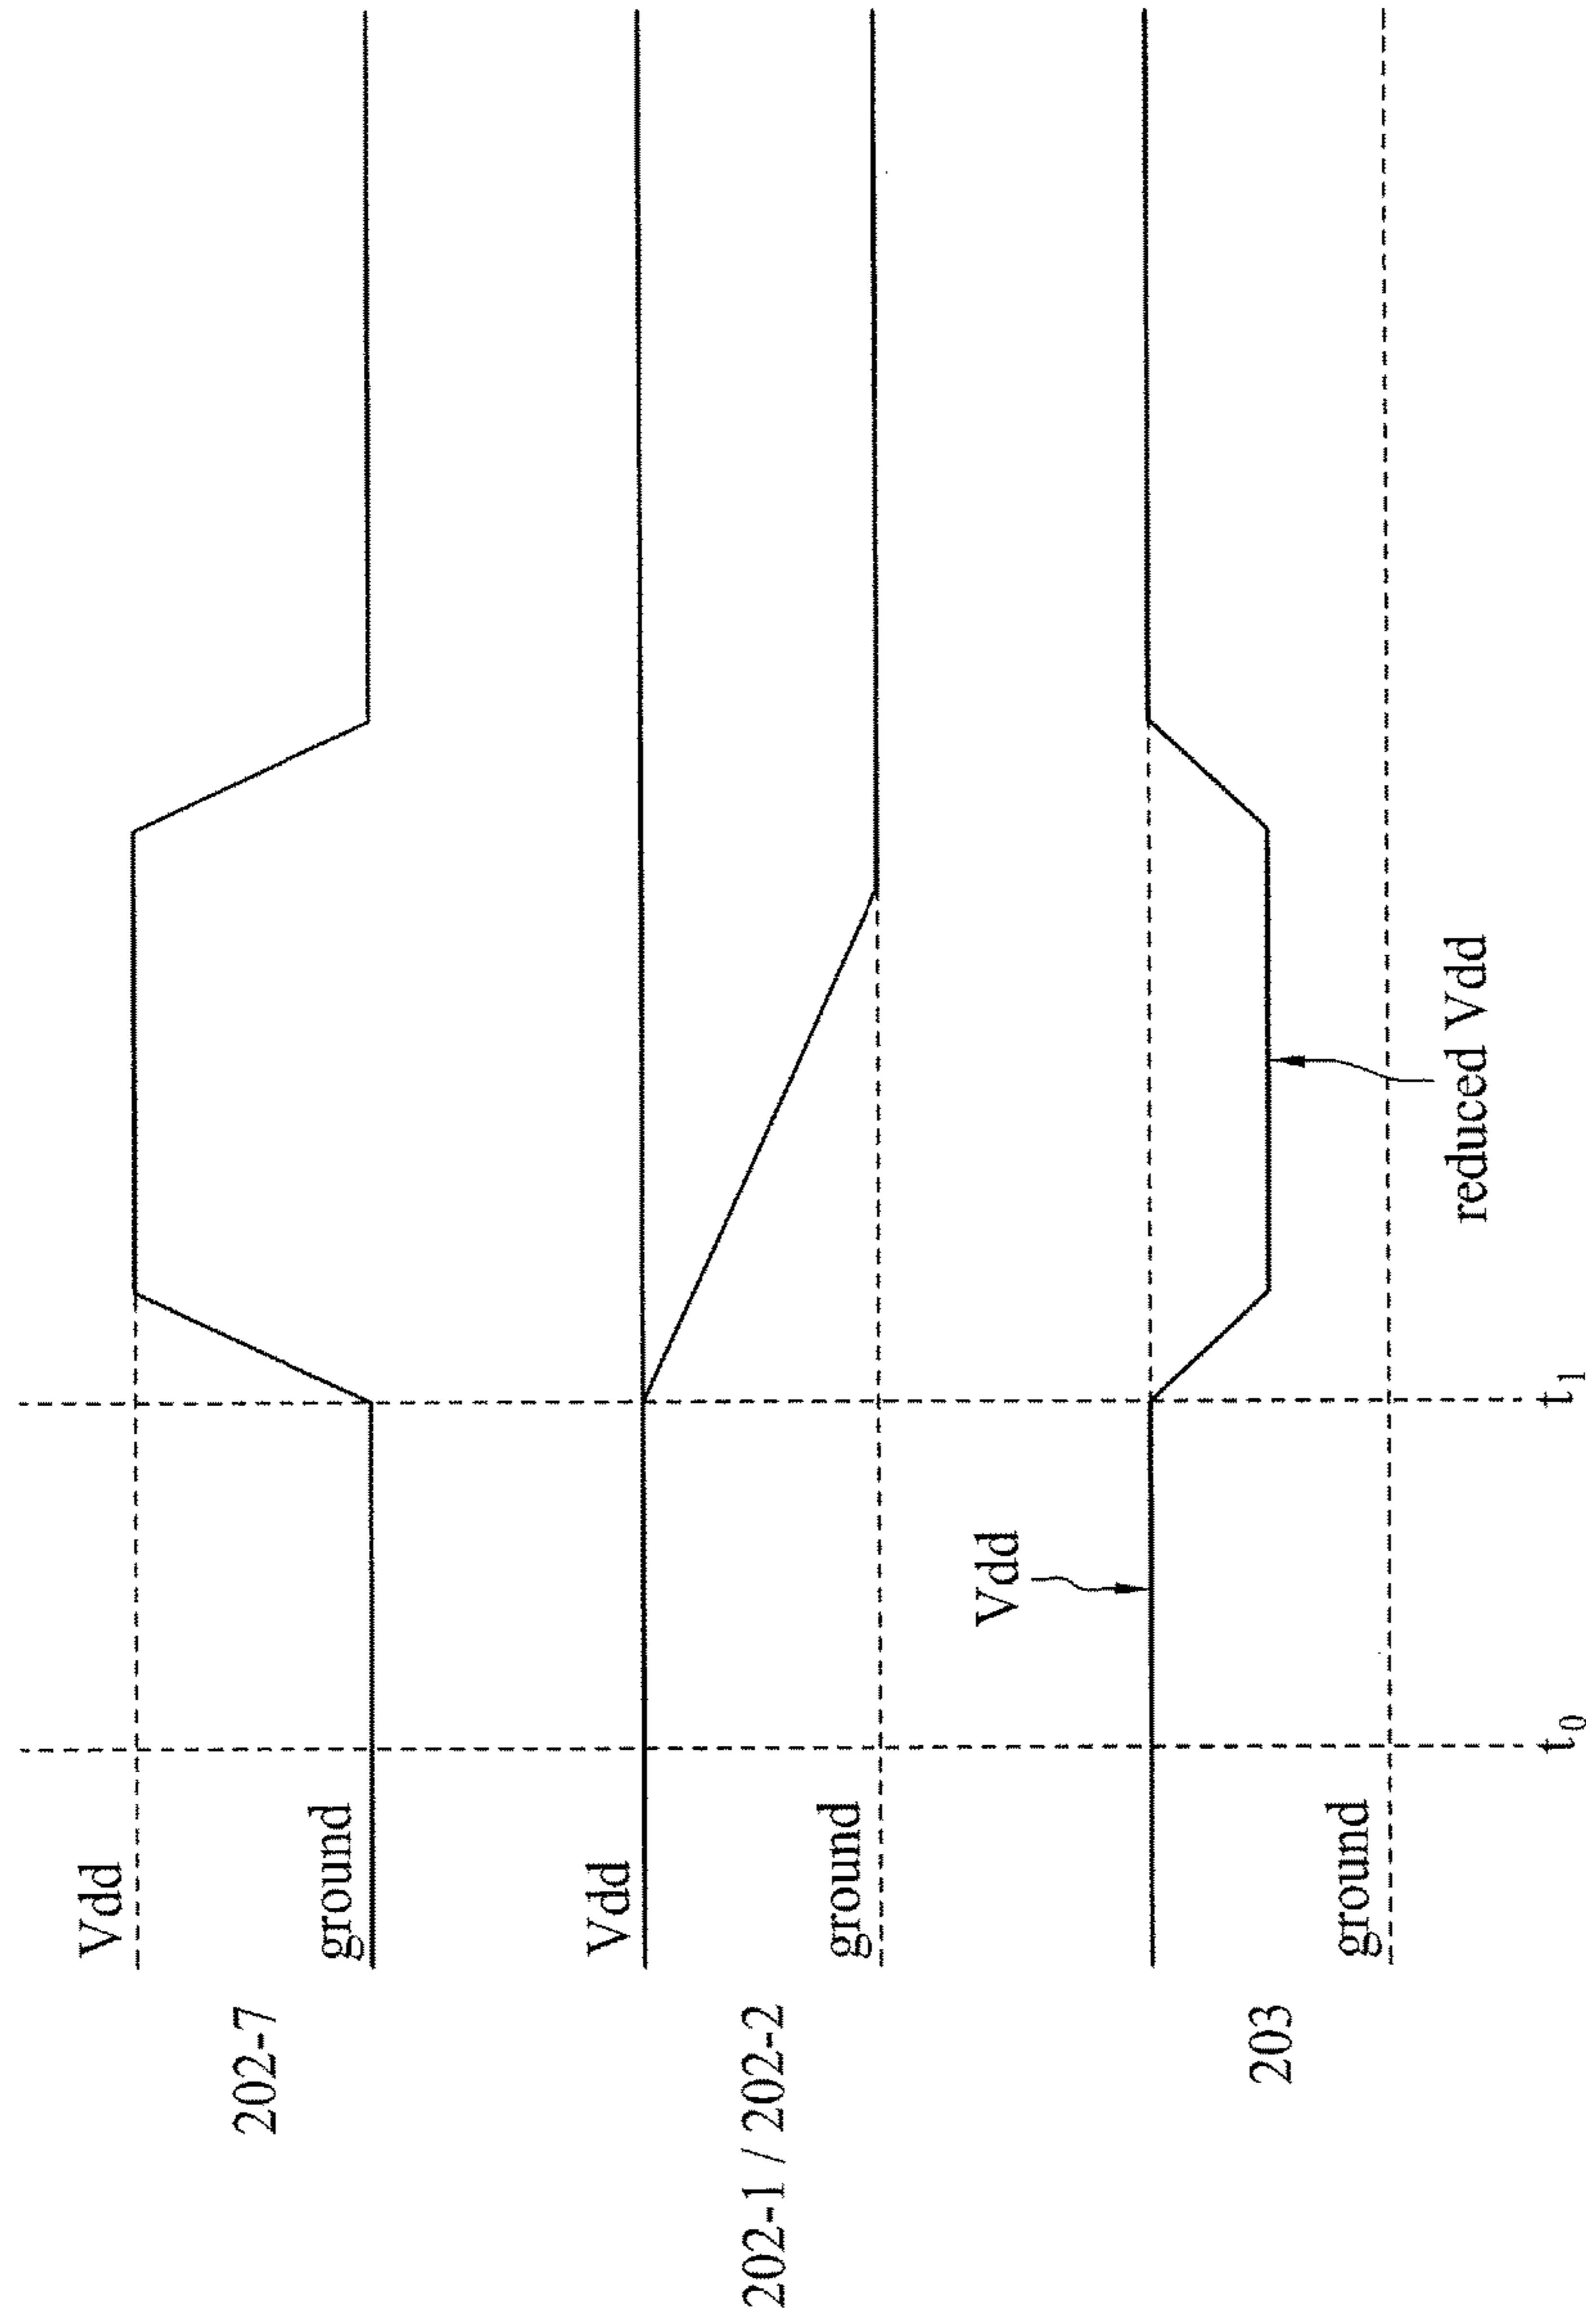 Vdd
202-7
ground
Vdd
202-1 / 202-2
ground
Vdd
203
reduced Vdd
ground
t0
t1